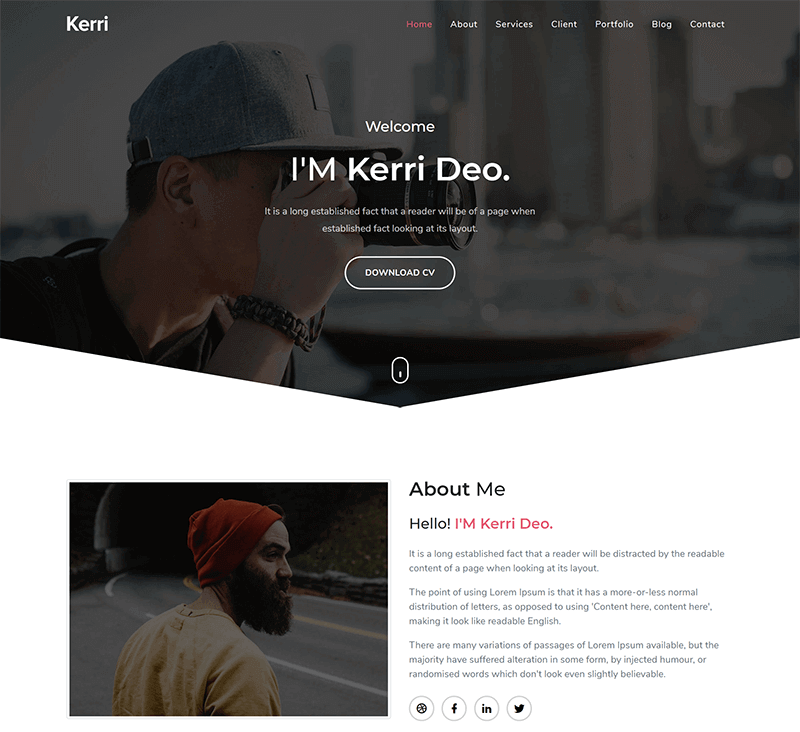 Kerri
Home About Services Client Portfolio Blog Contact
Welcome
I'M Kerri Deo.
It is a long established fact that a reader will be of a page when
established fact looking at its layout.
DOWNLOAD CV
About Me
Hello! I'M Kerri Deo.
It is a long established fact that a reader will be distracted by the readable
content of a page when looking at its layout.
The point of using Lorem Ipsum is that it has a more-or-less normal
distribution of letters, as opposed to using 'Content here, content here',
making it look like readable English.
There are many variations of passages of Lorem Ipsum available, but the
majority have suffered alteration in some form, by injected humour, or
randomised words which don't look even slightly believable.